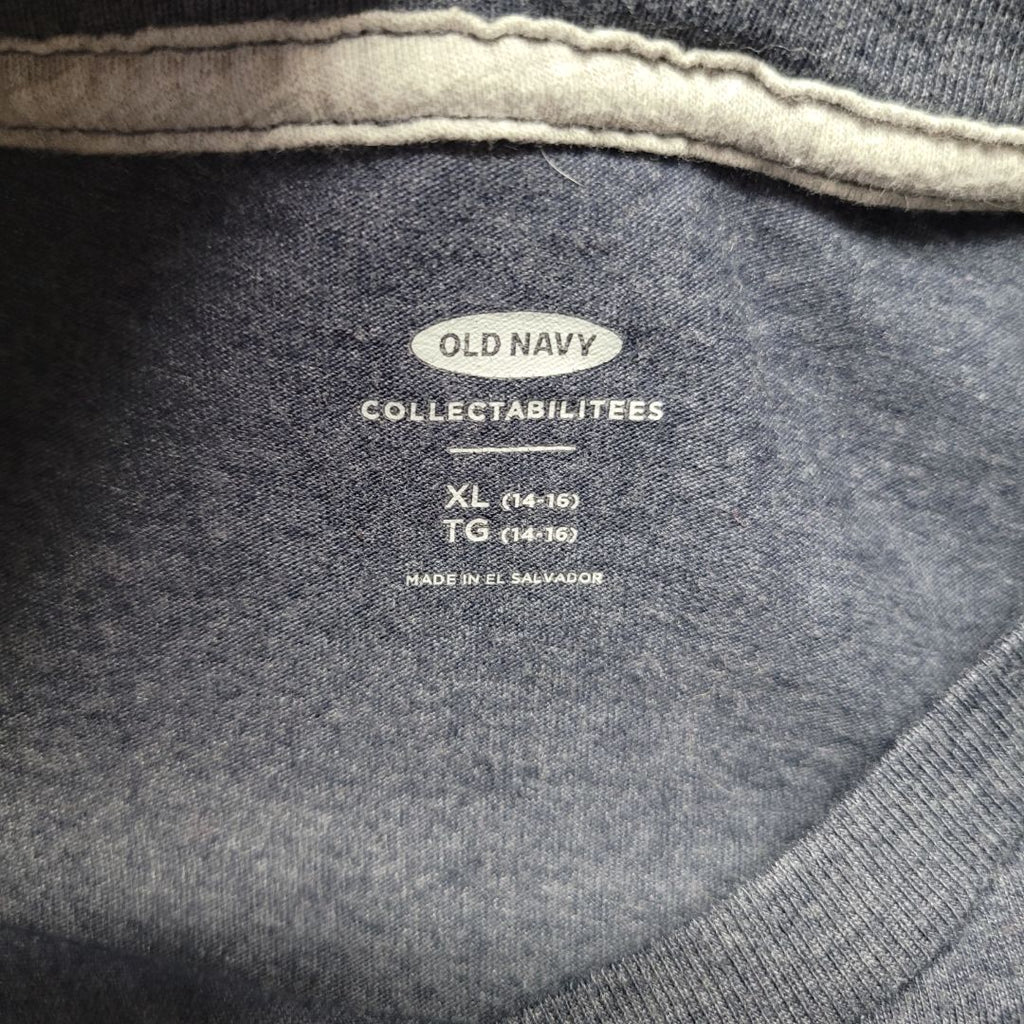 OLD NAVY
COLLECTABILITEES
XL (14-16)
TG (14-16)
MADE IN EL SALVADOR